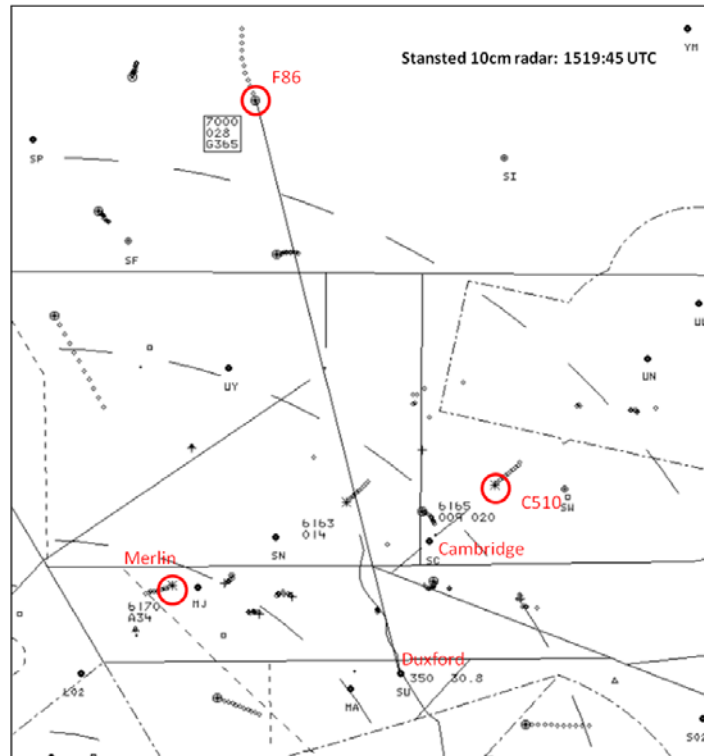 YM
Stansted 10cm radar: 1519:45 UTC
F86
7000
028
G365
SP
SI
SF
UL
UY
UN
6163
014
6165
00A 020
C510
SW
SN
SC
Cambridge
Merlin
MJ
6170
A34
Duxford
350 30.8
L02
MA
SU
S02